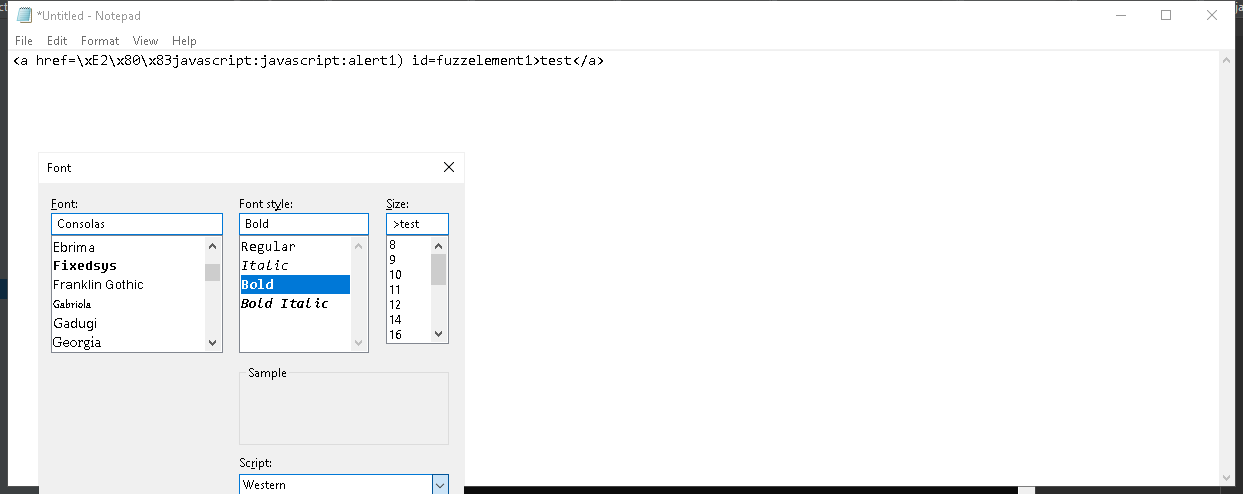 *Untitled - Notepad
File Edit Format View Help
<a href=\xE2\x80\x83javascript:javascript:alert1) id=fuzzelement1>test</a>
Font
Font: Font style: Size:
Consolas Bold >test
Ebrima Regular 8
Fixedsys Italic 9
Franklin Gothic Bold 10
Gabriola Bold Italic 11
Gadugi 12
Georgia 14
16
Sample
Script:
Western